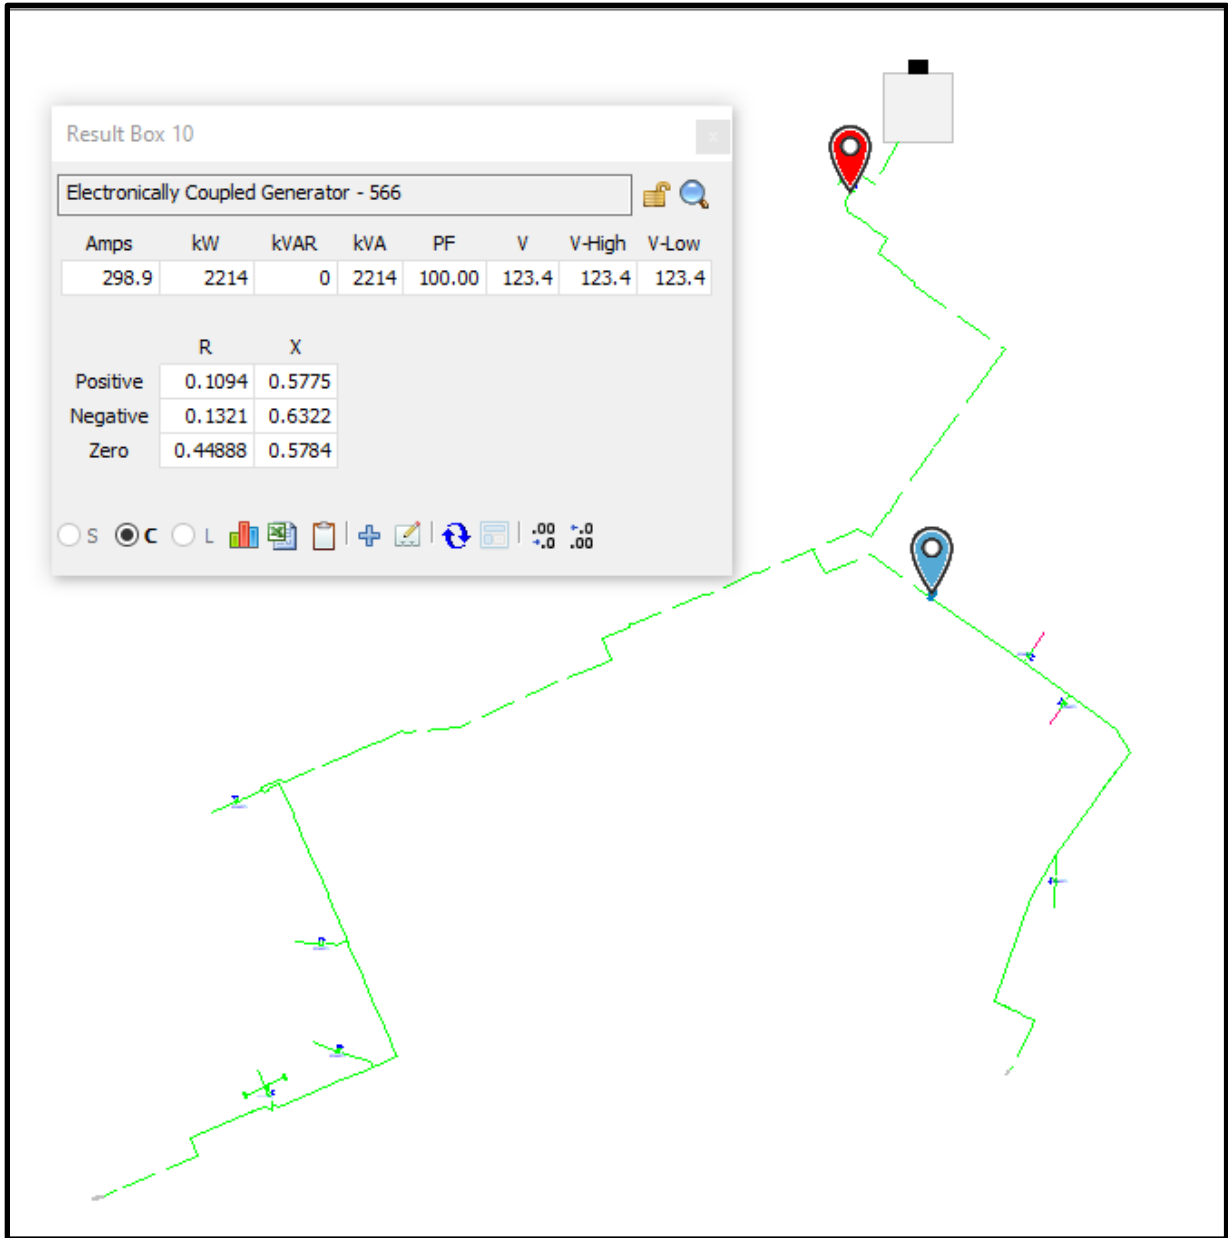 Result Box 10
x
Electronically Coupled Generator - 566
Amps kW kVAR kVA PF V V-High V-Low
298.9 2214 0 2214 100.00 123.4 123.4 123.4
R X
Positive 0.1094 0.5775
Negative 0.1321 0.6322
Zero 0.44888 0.5784
S C L .00 .0
.0 .00